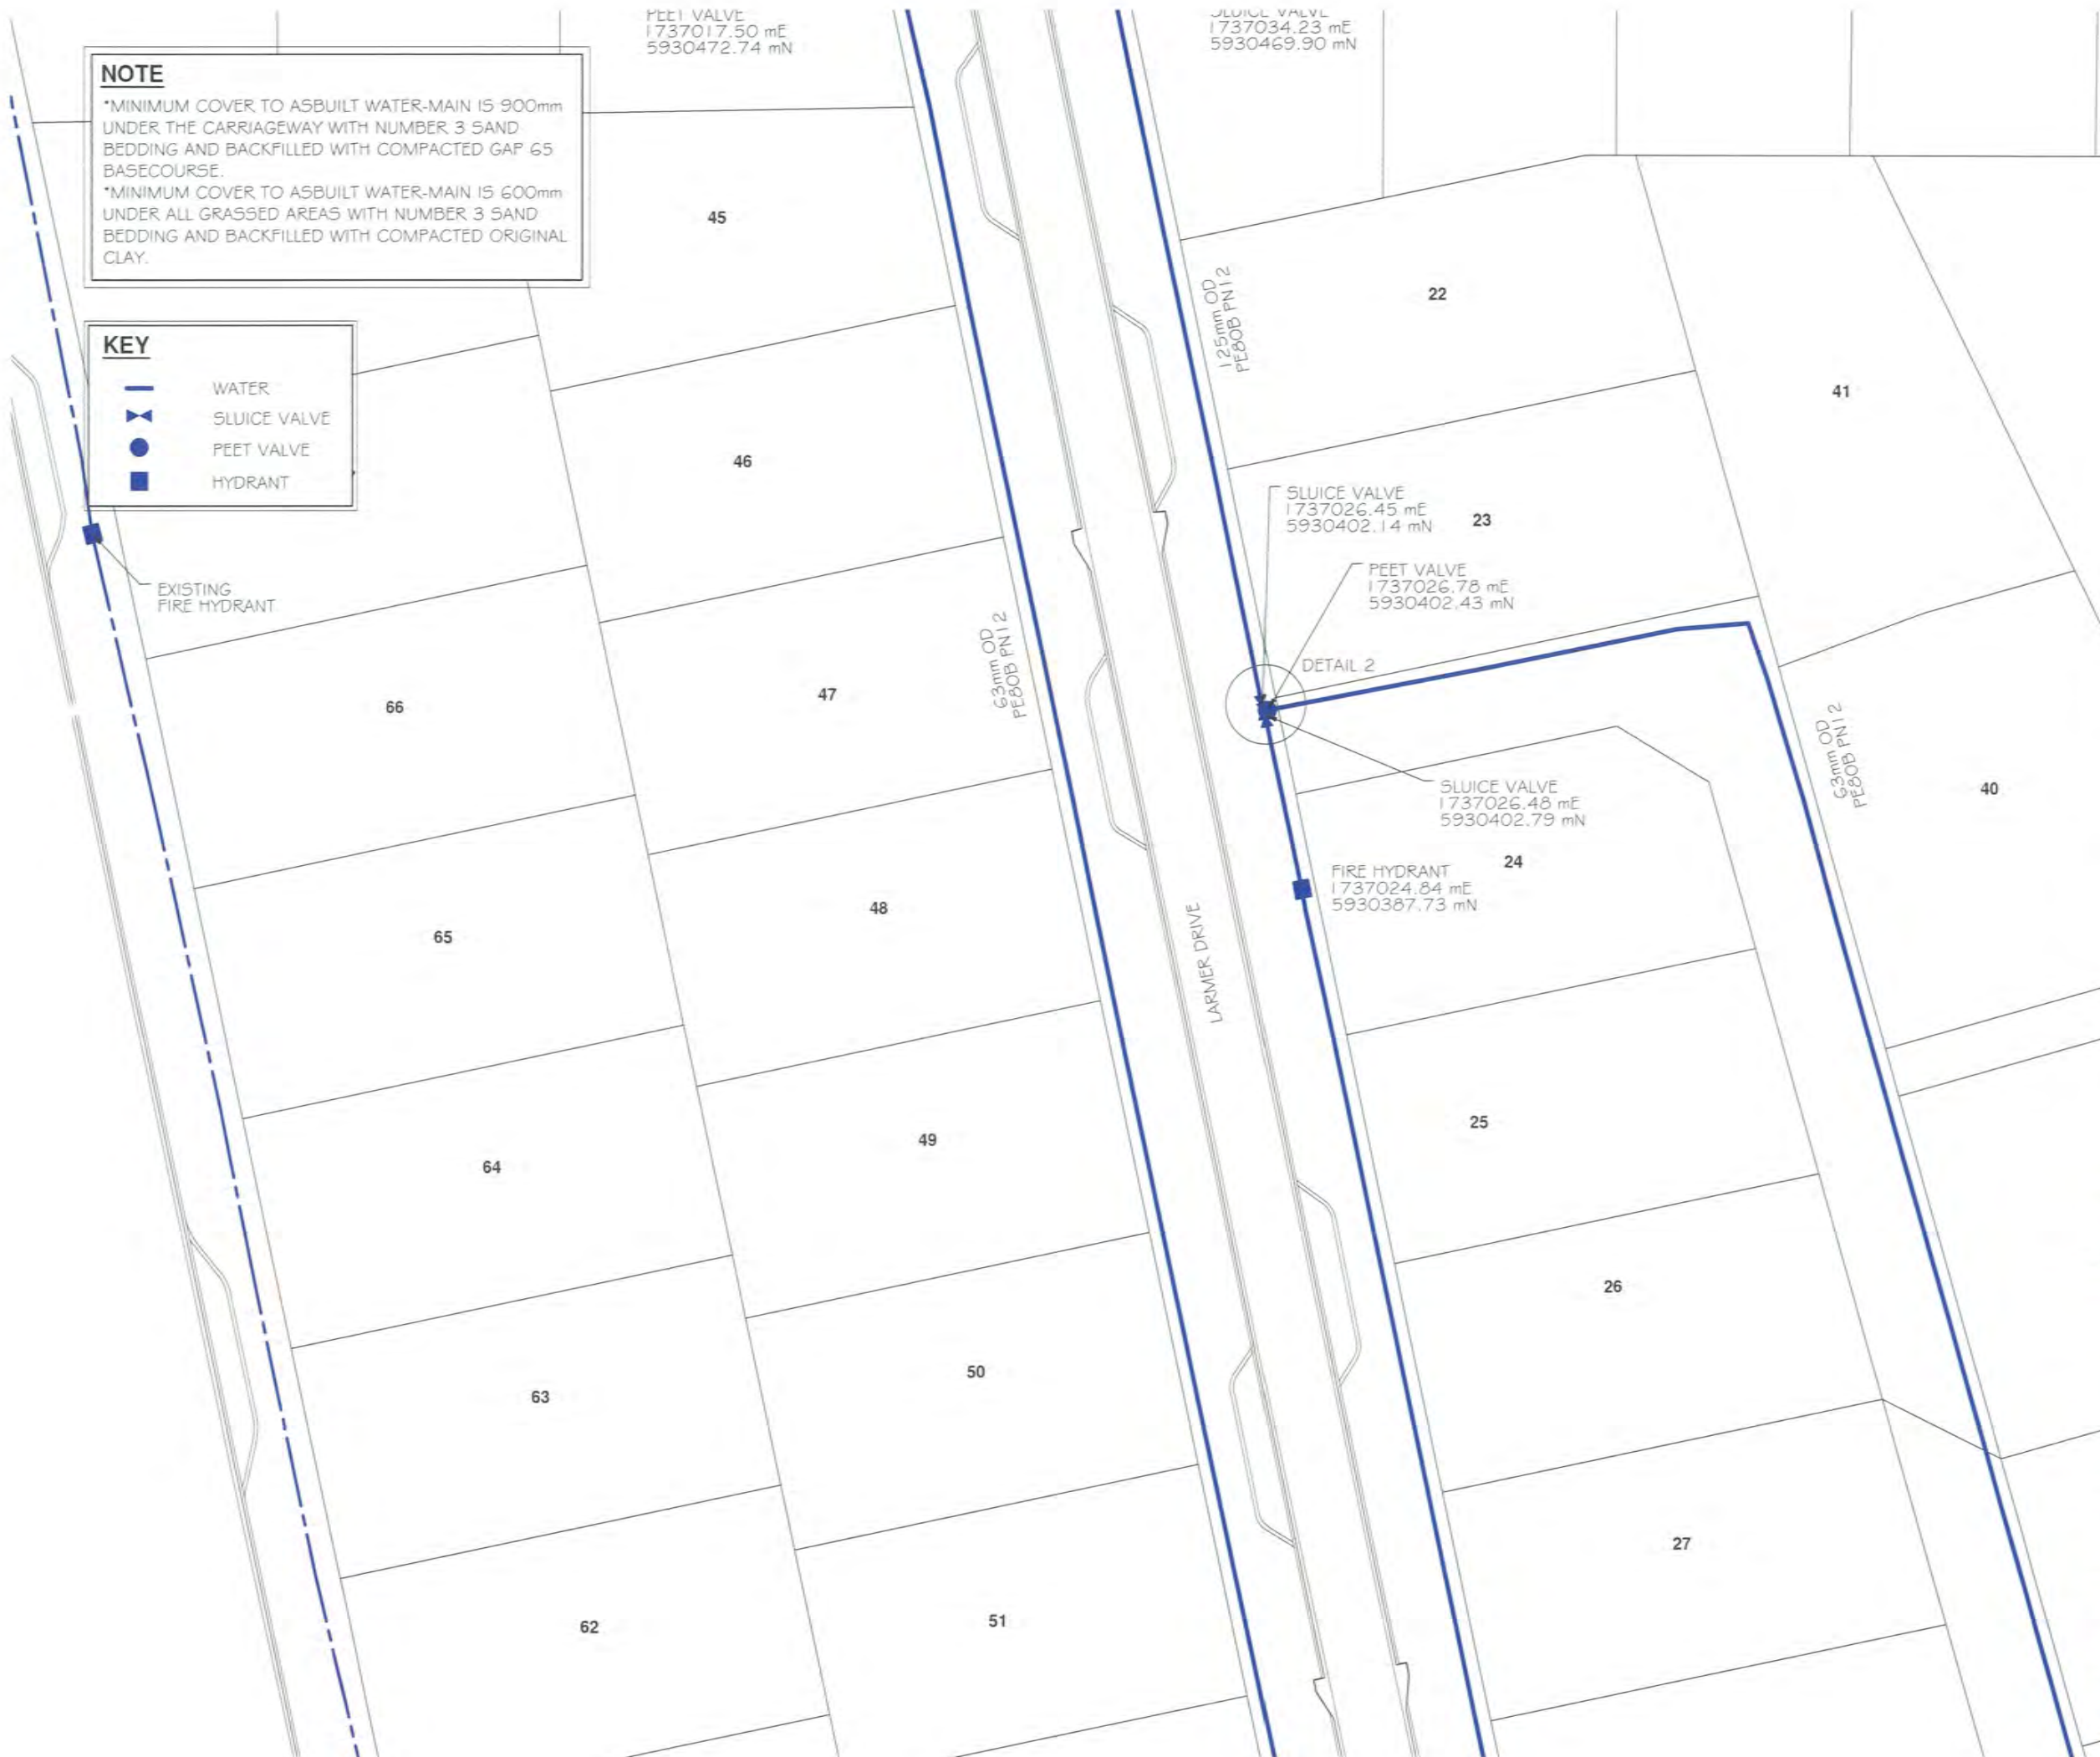 PEET VALVE
1737017.50 mE
5930472.74 mN
SLUICE VALVE
1737034.23 mE
5930469.90 mN
NOTE
*MINIMUM COVER TO ASBUILT WATER-MAIN IS 900mm
UNDER THE CARRIAGEWAY WITH NUMBER 3 SAND
BEDDING AND BACKFILLED WITH COMPACTED GAP 65
BASECOURSE.
*MINIMUM COVER TO ASBUILT WATER-MAIN IS 600mm
UNDER ALL GRASSED AREAS WITH NUMBER 3 SAND
BEDDING AND BACKFILLED WITH COMPACTED ORIGINAL
CLAY.
KEY
WATER
SLUICE VALVE
PEET VALVE
HYDRANT
EXISTING
FIRE HYDRANT
45
46
47
48
49
50
51
66
65
64
63
62
63mm OD
PE80B PN12
LARMER DRIVE
125mm OD
PE80B PN12
22
41
SLUICE VALVE
1737026.45 mE
5930402.14 mN
23
PEET VALVE
1737026.78 mE
5930402.43 mN
DETAIL 2
SLUICE VALVE
1737026.48 mE
5930402.79 mN
63mm OD
PE80B PN12
40
24
FIRE HYDRANT
1737024.84 mE
5930387.73 mN
25
26
27